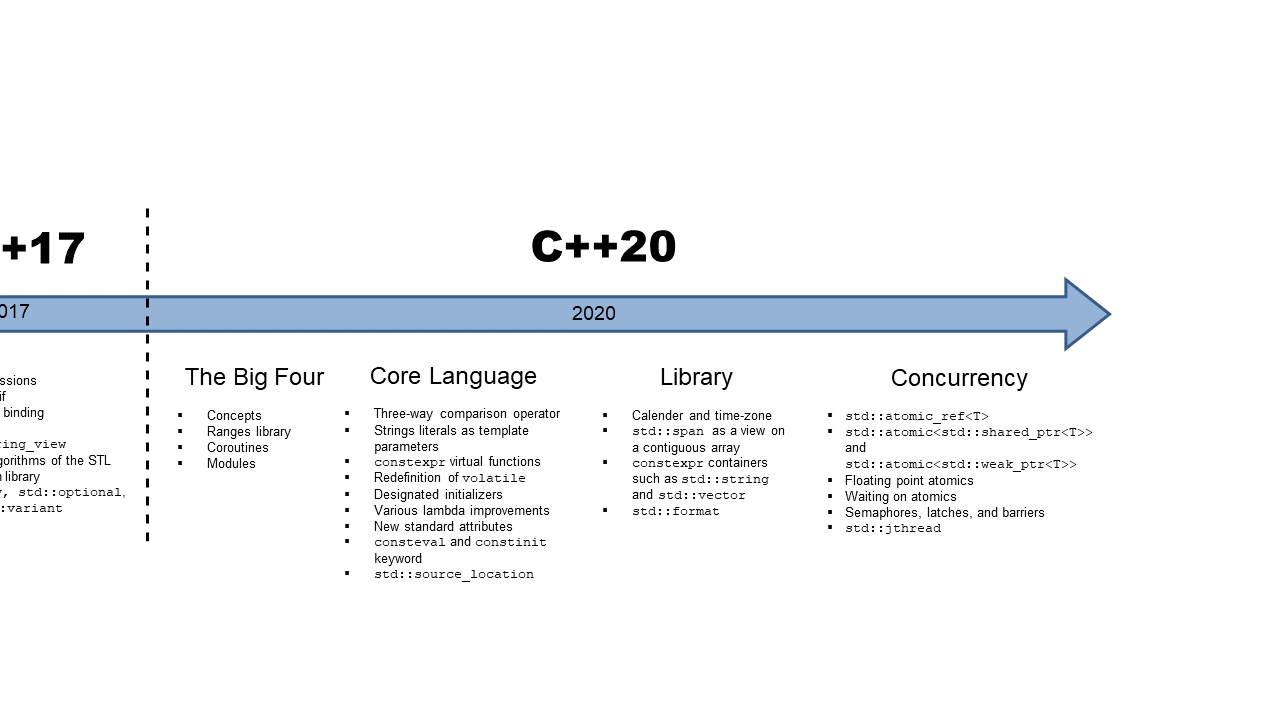 +17
C++20
017
2020
ssions
if
binding
ring_view
gorithms of the STL
library
, std::optional,
:variant
The Big Four
▪ Concepts
▪ Ranges library
▪ Coroutines
▪ Modules
Core Language
▪ Three-way comparison operator
▪ Strings literals as template
parameters
▪ constexpr virtual functions
▪ Redefinition of volatile
▪ Designated initializers
▪ Various lambda improvements
▪ New standard attributes
▪ consteval and constinit
keyword
▪ std::source_location
Library
▪ Calender and time-zone
▪ std::span as a view on
a contiguous array
▪ constexpr containers
such as std::string
and std::vector
▪ std::format
Concurrency
▪ std::atomic_ref<T>
▪ std::atomic<std::shared_ptr<T>>
and
std::atomic<std::weak_ptr<T>>
▪ Floating point atomics
▪ Waiting on atomics
▪ Semaphores, latches, and barriers
▪ std::jthread